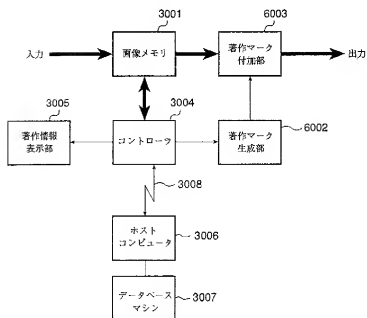 3001
6003
入力
画像メモリ
著作マーク
付加部
出力
3005
3004
6002
著作情報
表示部
コントローラ
著作マーク
生成部
3008
ホスト
コンピュータ
3006
データベース
マシン
3007